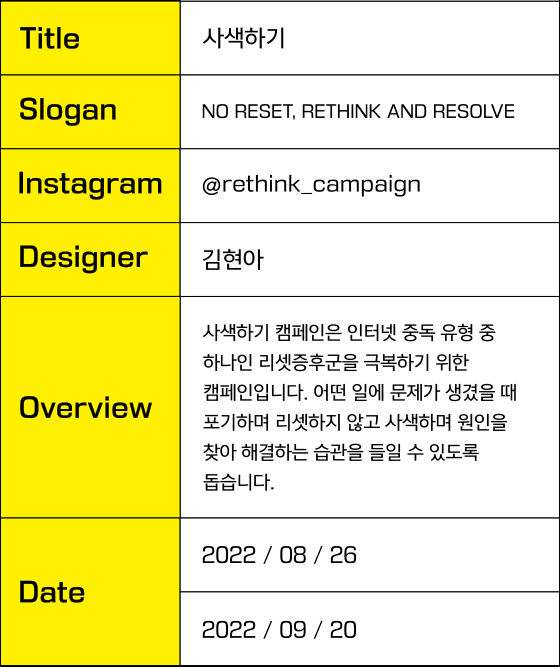 Title
사색하기
Slogan
NO RESET, RETHINK AND RESOLVE
Instagram
@rethink_campaign
Designer
김현아
Overview
사색하기 캠페인은 인터넷 중독 유형 중
하나인 리셋증후군을 극복하기 위한
캠페인입니다. 어떤 일에 문제가 생겼을 때
포기하며 리셋하지 않고 사색하며 원인을
찾아 해결하는 습관을 들일 수 있도록
돕습니다.
Date
2022 / 08 / 26
2022 / 09 / 20